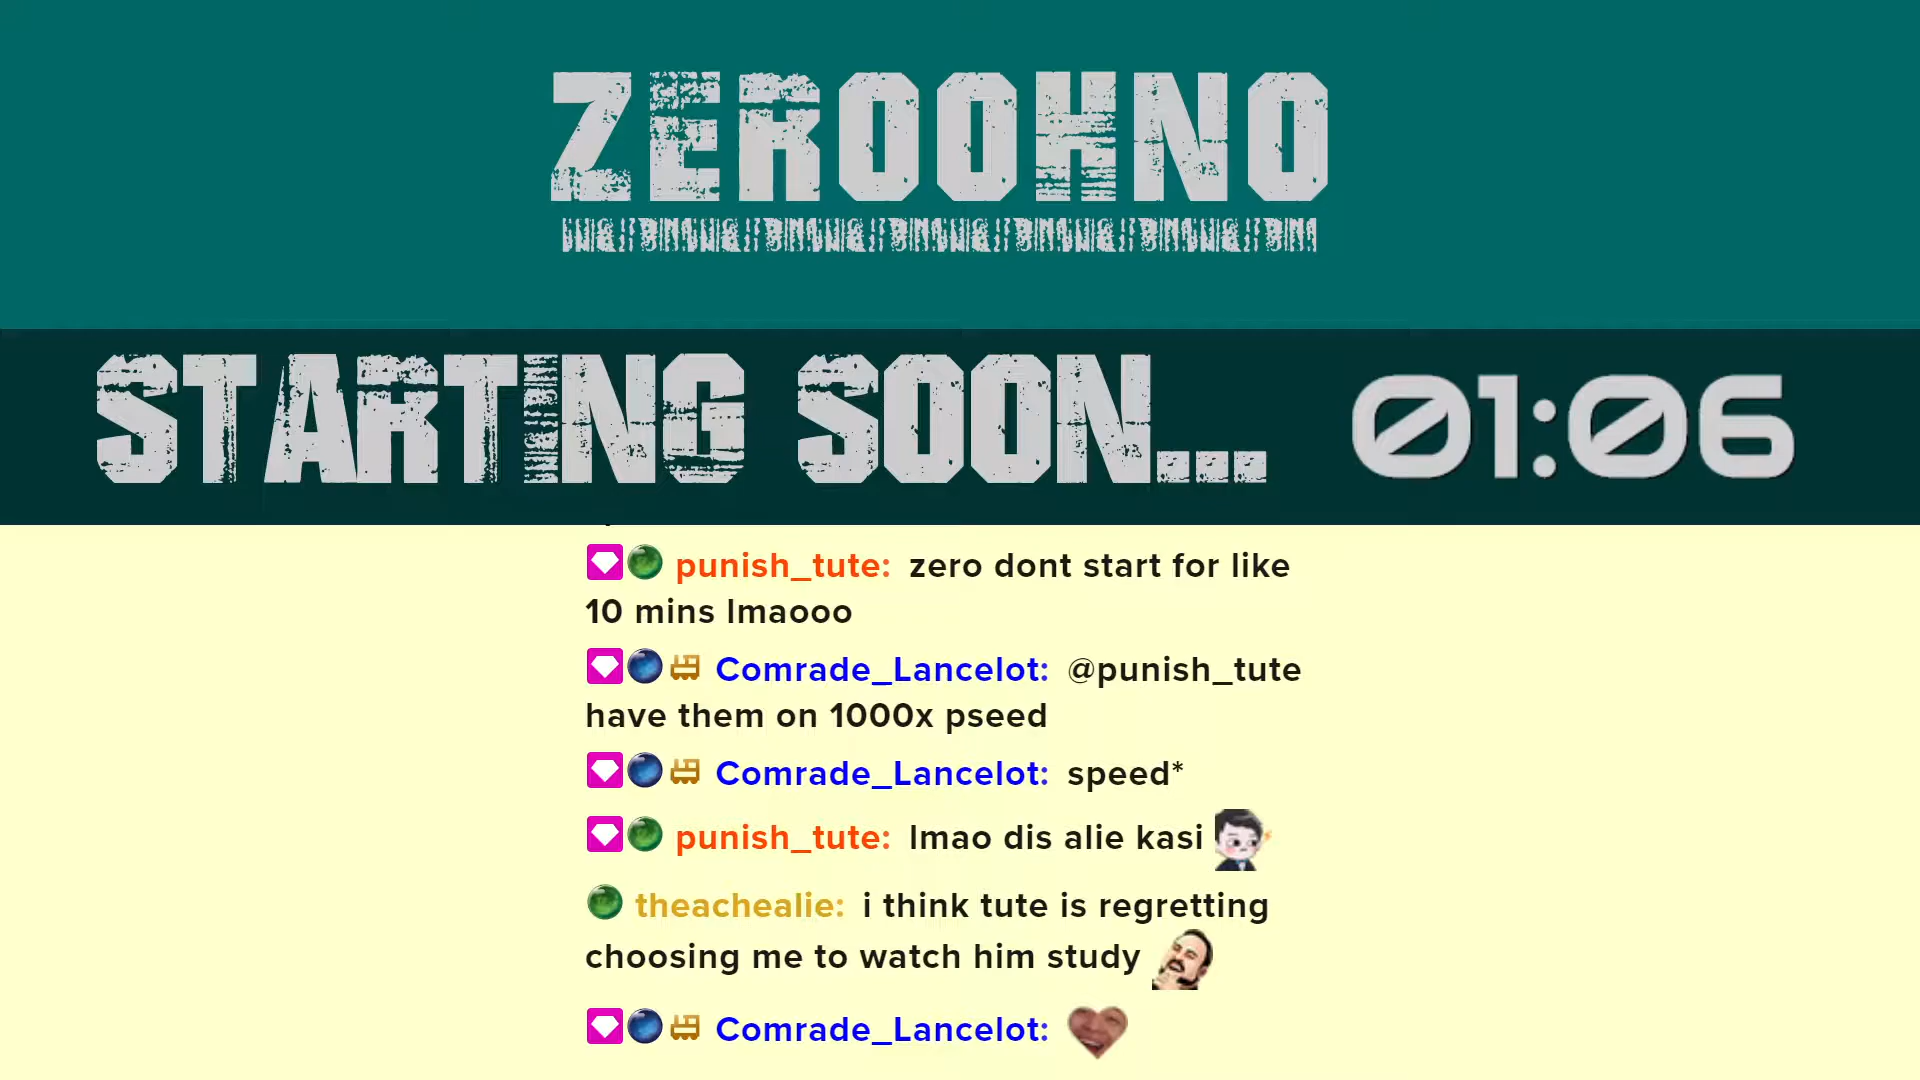 ZEROOHNO
STARTING SOON... 01:06
punish_tute: zero dont start for like
10 mins lmaooo
Comrade_Lancelot: @punish_tute
have them on 1000x pseed
Comrade_Lancelot: speed*
punish_tute: lmao dis alie kasi
theachealie: i think tute is regretting
choosing me to watch him study
Comrade_Lancelot: